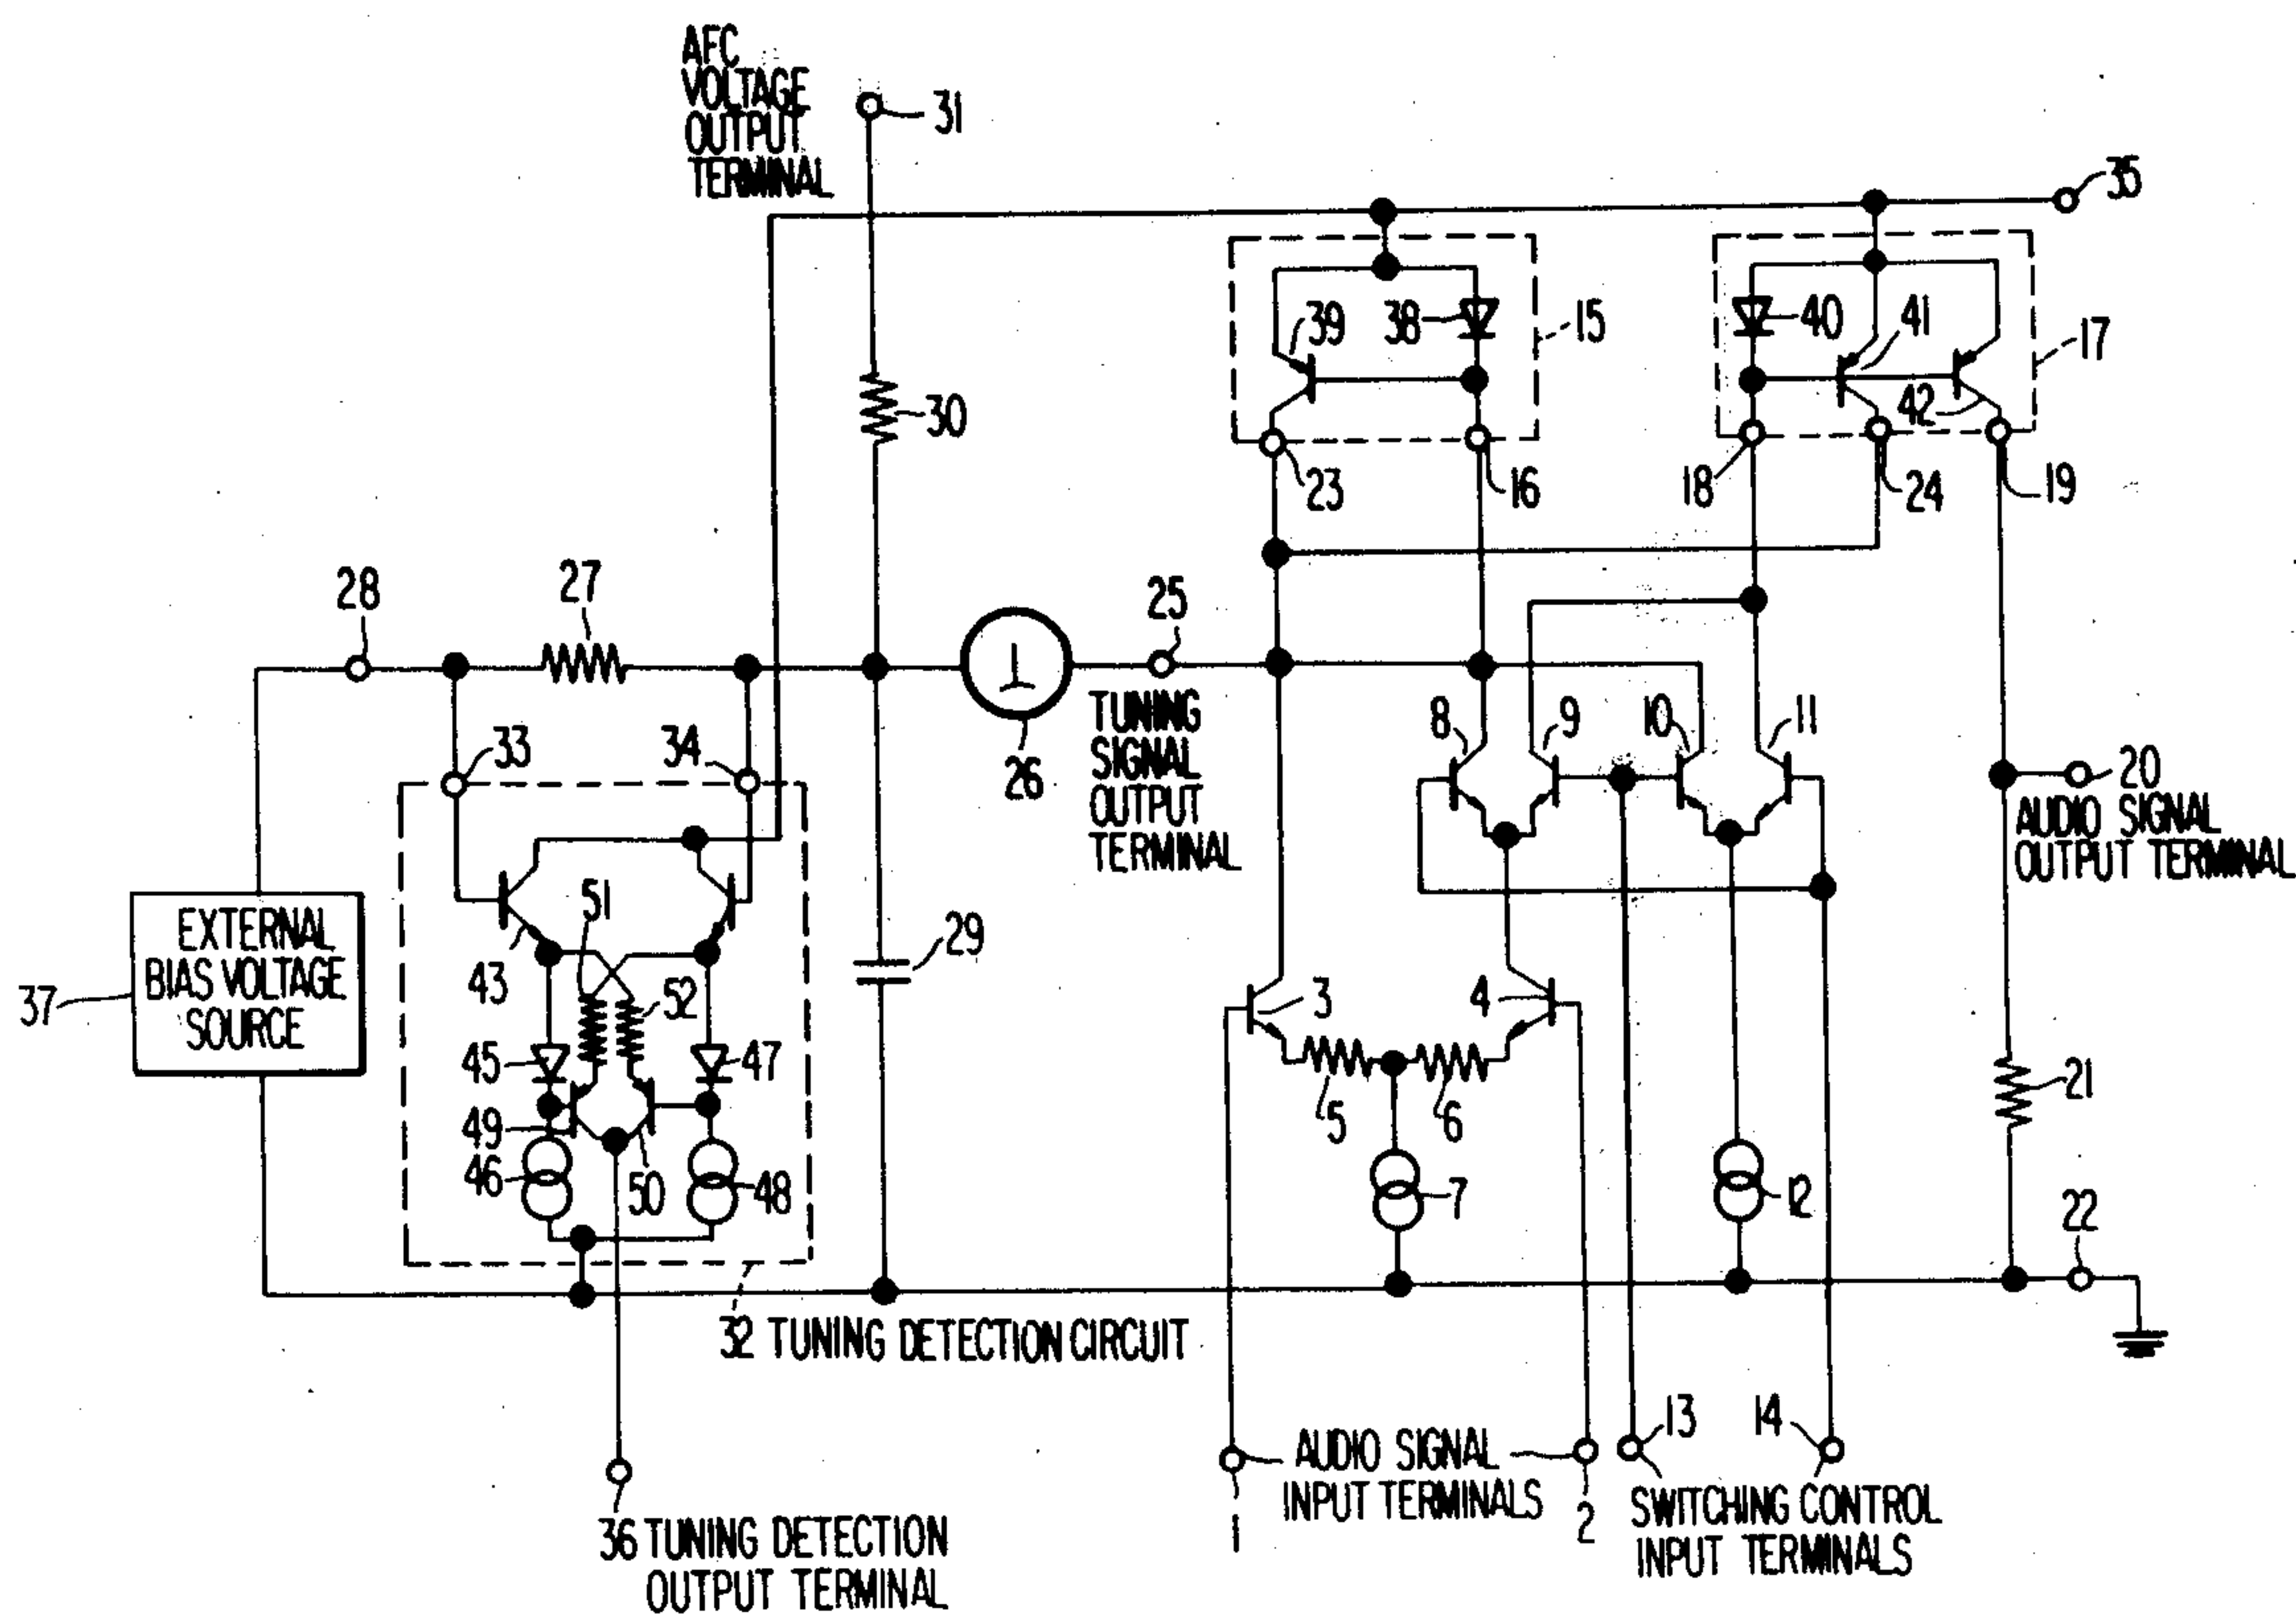 AFC
VOLTAGE
OUTPUT
TERMINAL
31
35
30
39
38
15
40
41
42
17
23
16
18
24
19
28
27
25
26
TUNING
SIGNAL
OUTPUT
TERMINAL
8
9
10
11
33
34
20
AUDIO SIGNAL
OUTPUT TERMINAL
37
EXTERNAL
BIAS VOLTAGE
SOURCE
43
51
52
29
3
4
45
47
5
6
21
49
46
50
48
7
12
22
32 TUNING DETECTION CIRCUIT
13
14
AUDIO SIGNAL
INPUT TERMINALS
1
2
SWITCHING CONTROL
INPUT TERMINALS
36 TUNING DETECTION
OUTPUT TERMINAL